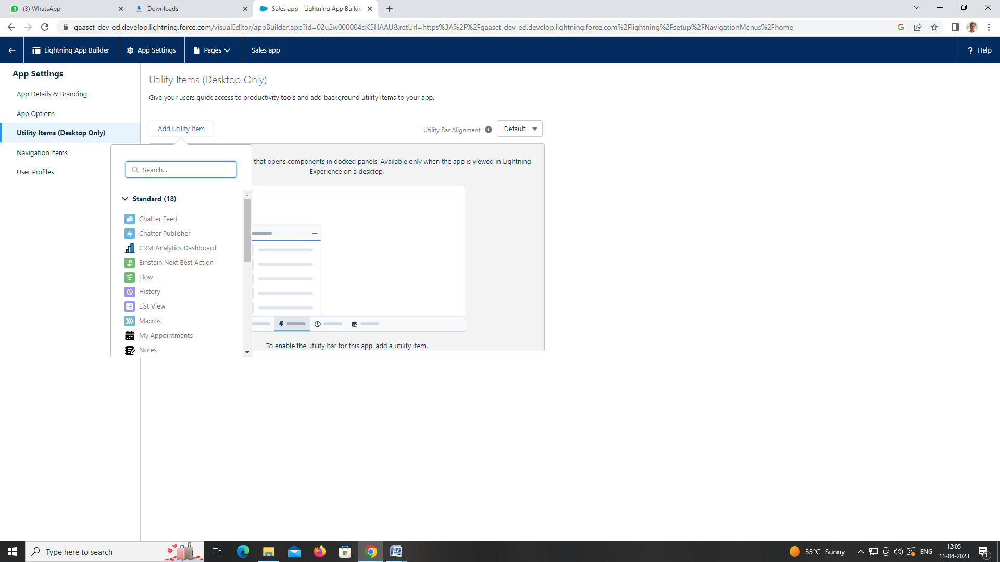 (3) WhatsApp
Downloads
Sales app - Lightning App Builde
gaasct-dev-ed.develop.lightning.force.com/visualEditor/appBuilder.app?id=02u2w000004qK5HAAU&retUrl=https%3A%2F%2Fgaasct-dev-ed.develop.lightning.force.com%2Flightning%2Fsetup%2FNavigationMenus%2Fhome
Lightning App Builder
App Settings
Pages
Sales app
? Help
App Settings
App Details & Branding
App Options
Utility Items (Desktop Only)
Navigation Items
User Profiles
Utility Items (Desktop Only)
Give your users quick access to productivity tools and add background utility items to your app.
Add Utility Item
Utility Bar Alignment
Default
that opens components in docked panels. Available only when the app is viewed in Lightning
Experience on a desktop.
Search...
Standard (18)
Chatter Feed
Chatter Publisher
CRM Analytics Dashboard
Einstein Next Best Action
Flow
History
List View
Macros
My Appointments
Notes
To enable the utility bar for this app, add a utility item.
Type here to search
35°C Sunny
ENG
12:05
11-04-2023
1